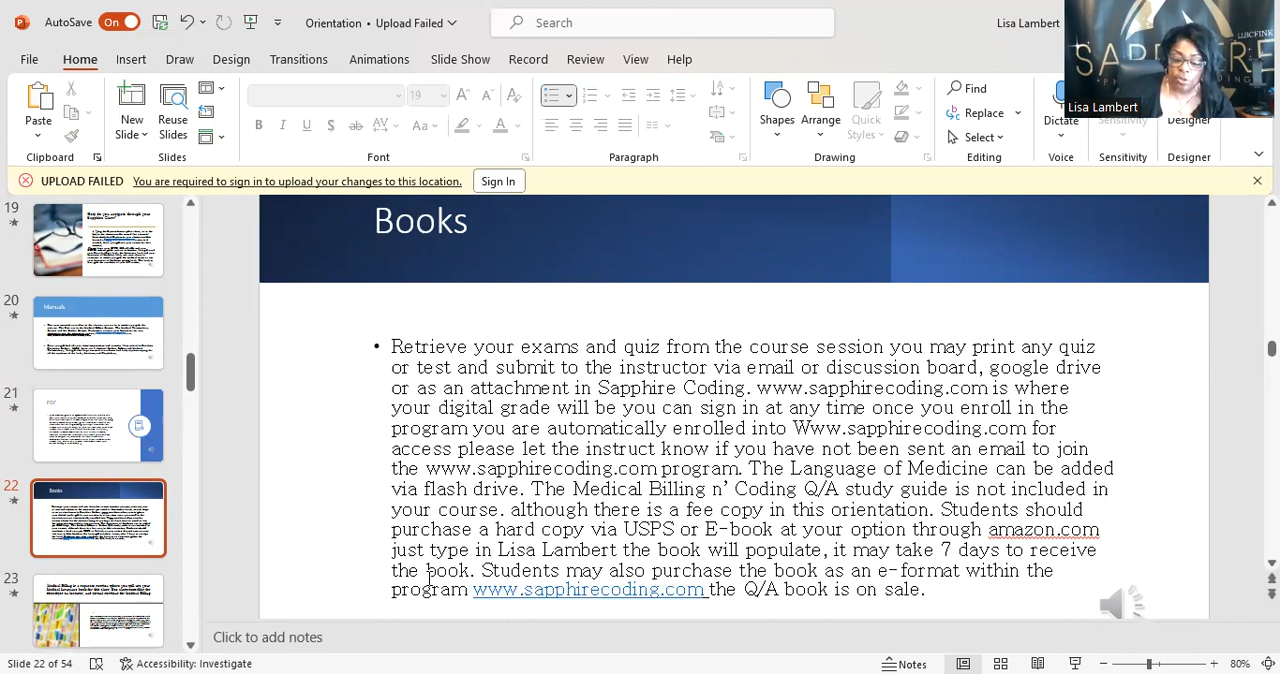 AutoSave On Orientation • Upload Failed Search Lisa Lambert
File Home Insert Draw Design Transitions Animations Slide Show Record Review View Help
Lisa Lambert
Paste New Slide Reuse Slides 19 Shapes Arrange Quick Styles Find Replace Select Dictate Sensitivity Designer
Clipboard Slides Font Paragraph Drawing Editing Voice Sensitivity Designer
UPLOAD FAILED You are required to sign in to upload your changes to this location. Sign In
19
20
Manuals
21
PDF
22
Books
23
Books
• Retrieve your exams and quiz from the course session you may print any quiz
or test and submit to the instructor via email or discussion board, google drive
or as an attachment in Sapphire Coding. www.sapphirecoding.com is where
your digital grade will be you can sign in at any time once you enroll in the
program you are automatically enrolled into Www.sapphirecoding.com for
access please let the instruct know if you have not been sent an email to join
the www.sapphirecoding.com program. The Language of Medicine can be added
via flash drive. The Medical Billing n’ Coding Q/A study guide is not included in
your course. although there is a fee copy in this orientation. Students should
purchase a hard copy via USPS or E-book at your option through amazon.com
just type in Lisa Lambert the book will populate, it may take 7 days to receive
the book. Students may also purchase the book as an e-format within the
program www.sapphirecoding.com the Q/A book is on sale.
Click to add notes
Slide 22 of 54 Accessibility: Investigate Notes 80%